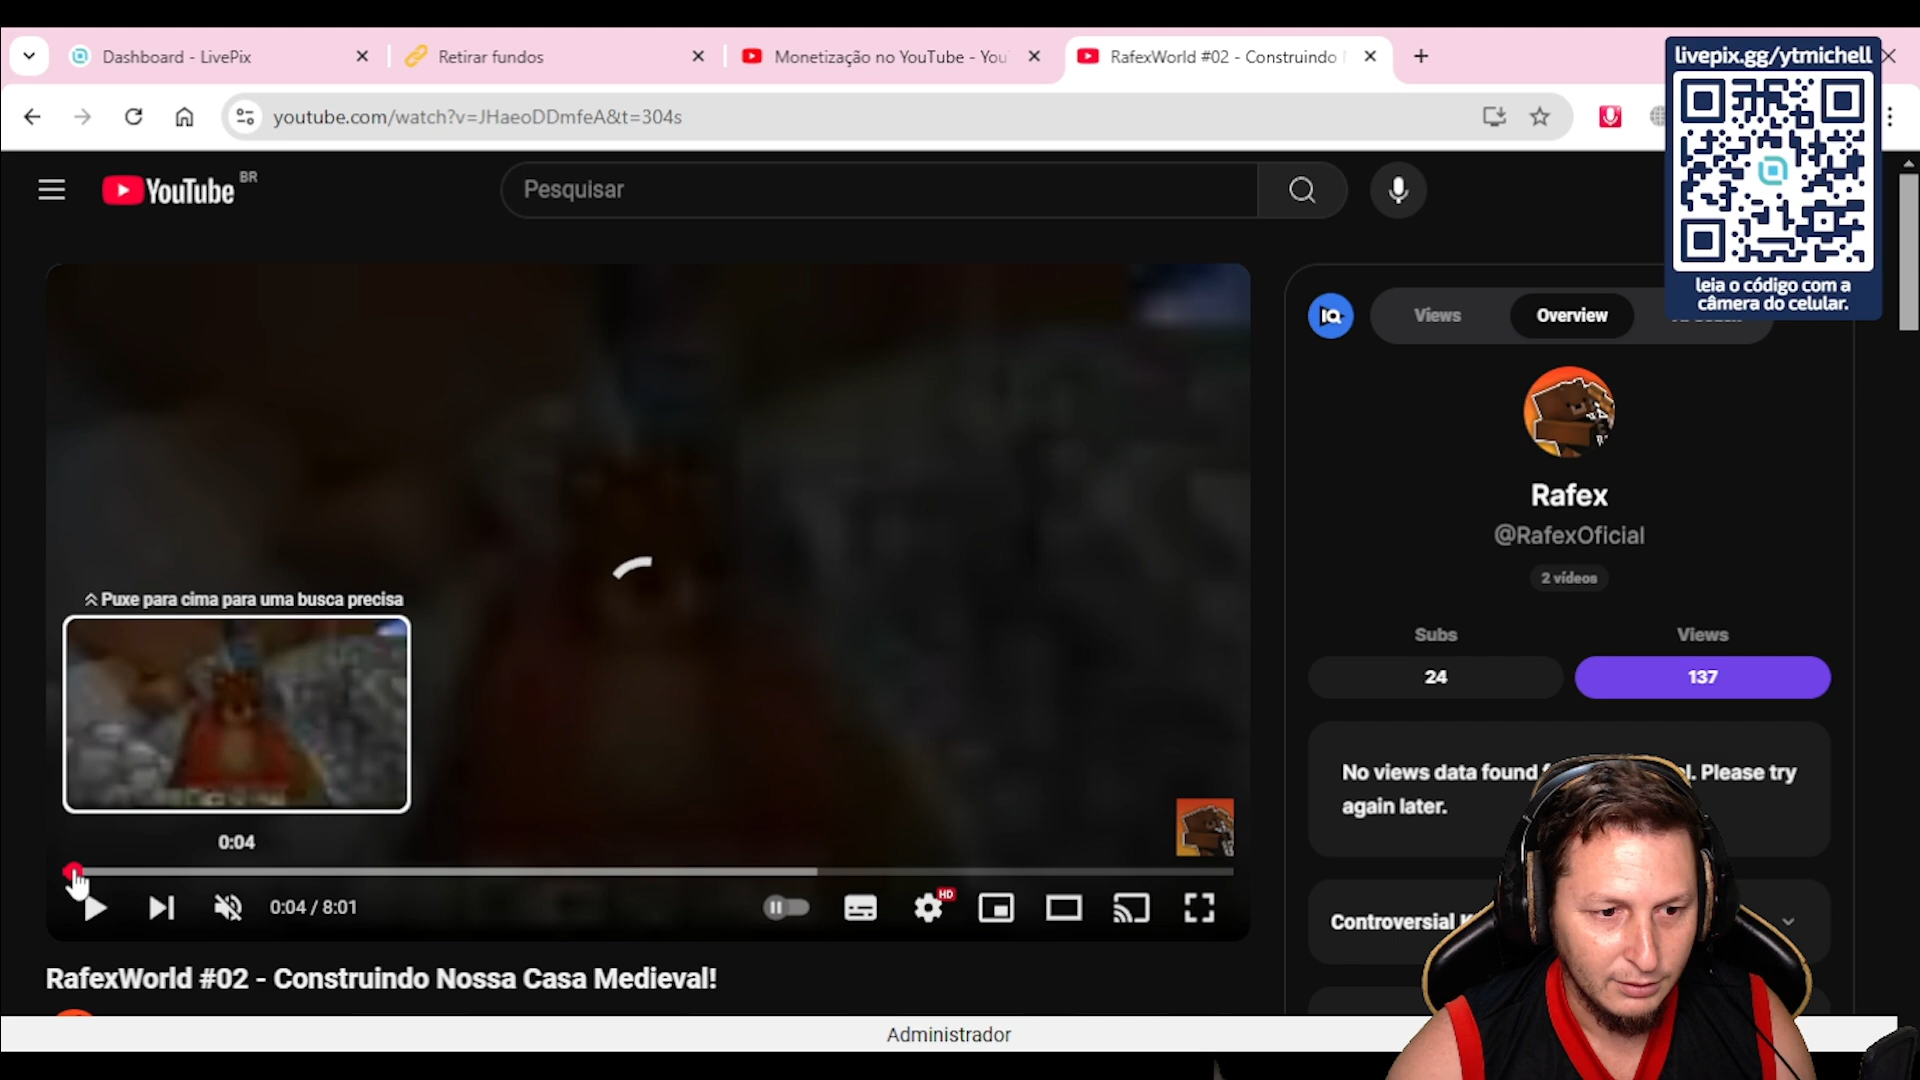 Dashboard - LivePix
Retirar fundos
Monetização no YouTube - You
RafexWorld #02 - Construindo
livepix.gg/ytmichell
youtube.com/watch?v=JHaeoDDmfeA&t=304s
YouTube BR
Pesquisar
leia o código com a
câmera do celular.
IQ
Views
Overview
Rafex
@RafexOficial
2 vídeos
Subs
Views
24
137
No views data found
l. Please try
again later.
Puxe para cima para uma busca precisa
0:04
0:04 / 8:01
HD
Controversial
RafexWorld #02 - Construindo Nossa Casa Medieval!
Administrador